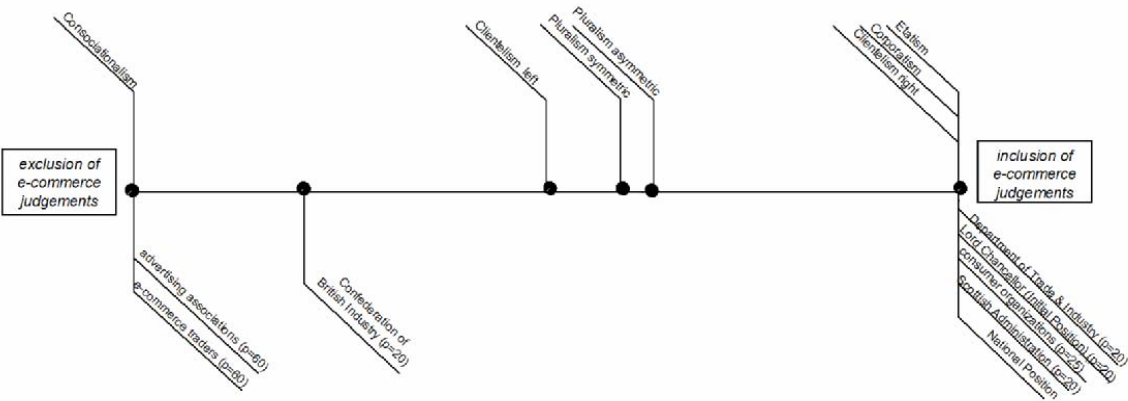 Consociationalism
Clientelism left
Pluralism symmetric
Pluralism asymmetric
Etatism
Corporatism
Clientelism right
exclusion of
e-commerce
judgements
inclusion of
e-commerce
judgements
advertising associations (p=60)
e-commerce traders (p=60)
Confederation of
British Industry (p=20)
Department of Trade & Industry (p=20)
Lord Chancellor (Initial Position) (p=20)
consumer organizations (p=25)
Scottish Administration (p=20)
National Position